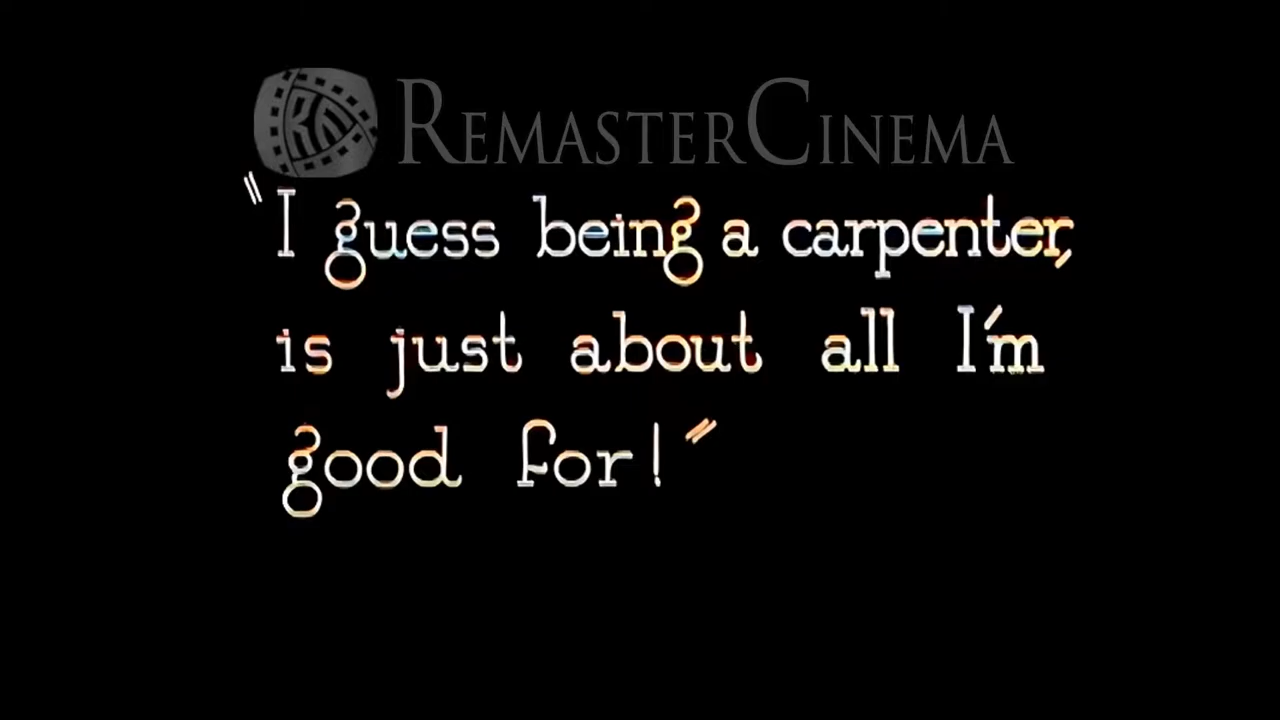 REMASTERCINEMA
"I guess being a carpenter,
is just about all I'm
good for!"